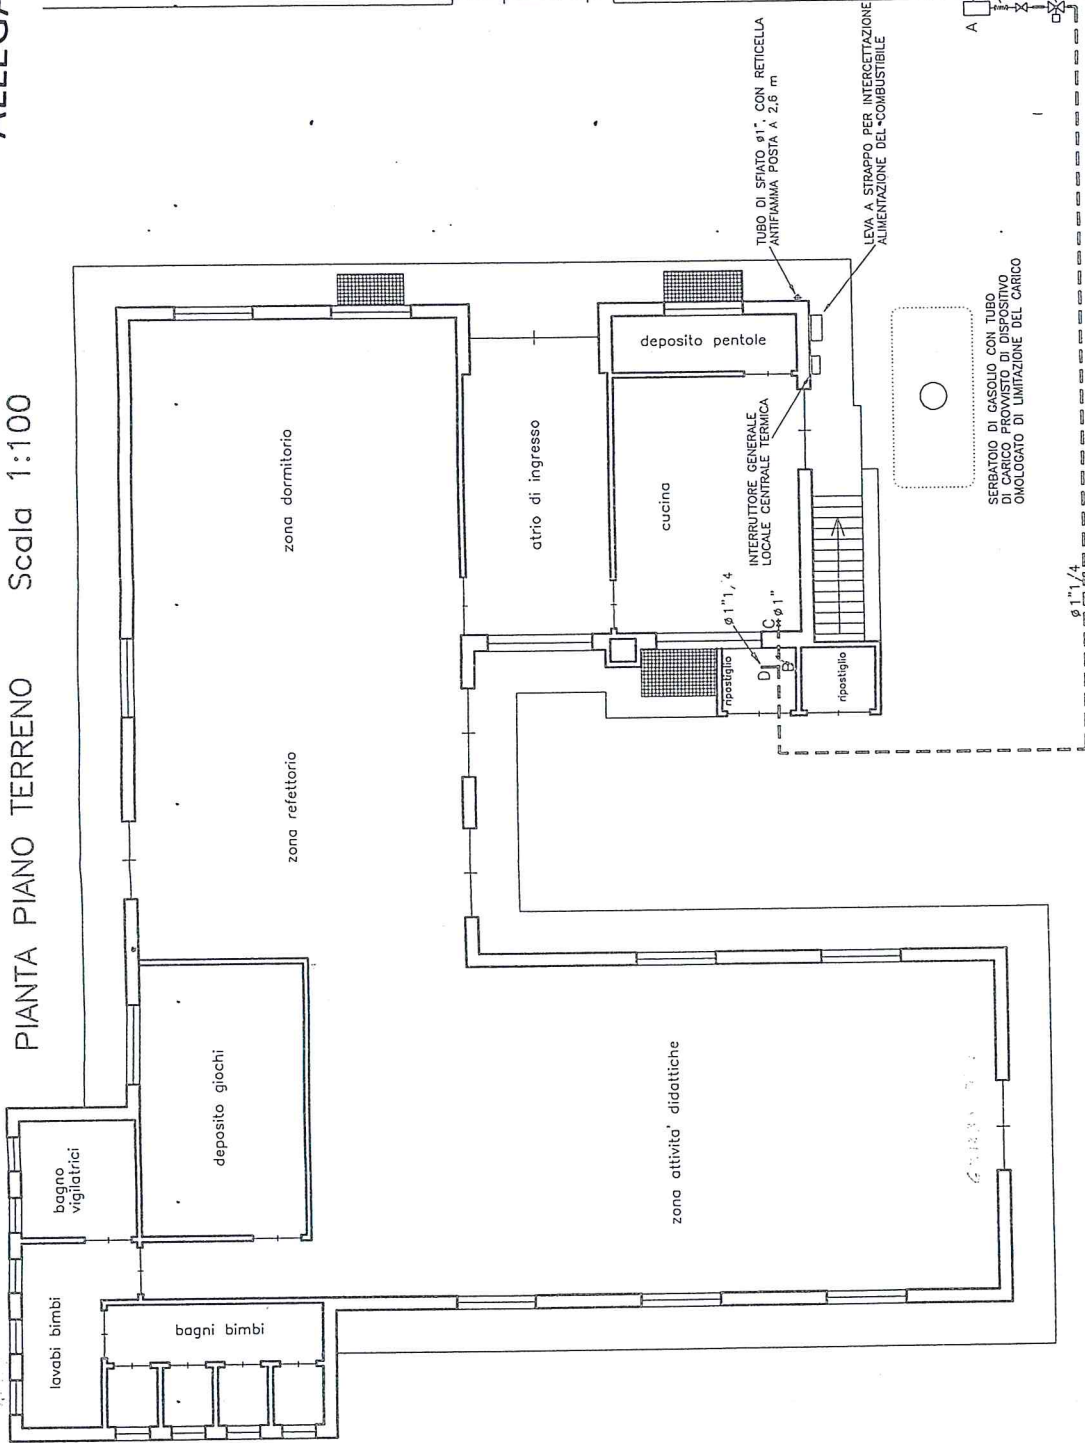 PIANTA PIANO TERRENO Scala 1:100
bagno
vigilatrici
lavabi bimbi
bagni bimbi
deposito giochi
zona refettorio
zona dormitorio
zona attivita' didattiche
atrio di ingresso
cucina
deposito pentole
ripostiglio
ripostiglio
ø1"1/4
D
B
C
ø1"
INTERRUTTORE GENERALE
LOCALE CENTRALE TERMICA
TUBO DI SFIATO ø1", CON RETICELLA
ANTIFIAMMA POSTA A 2,6 m
LEVA A STRAPPO PER INTERCETTAZIONE
ALIMENTAZIONE DEL COMBUSTIBILE
SERBATOIO DI GASOLIO CON TUBO
DI CARICO PROVVISTO DI DISPOSITIVO
OMOLOGATO DI LIMITAZIONE DEL CARICO
ø1"1/4
A